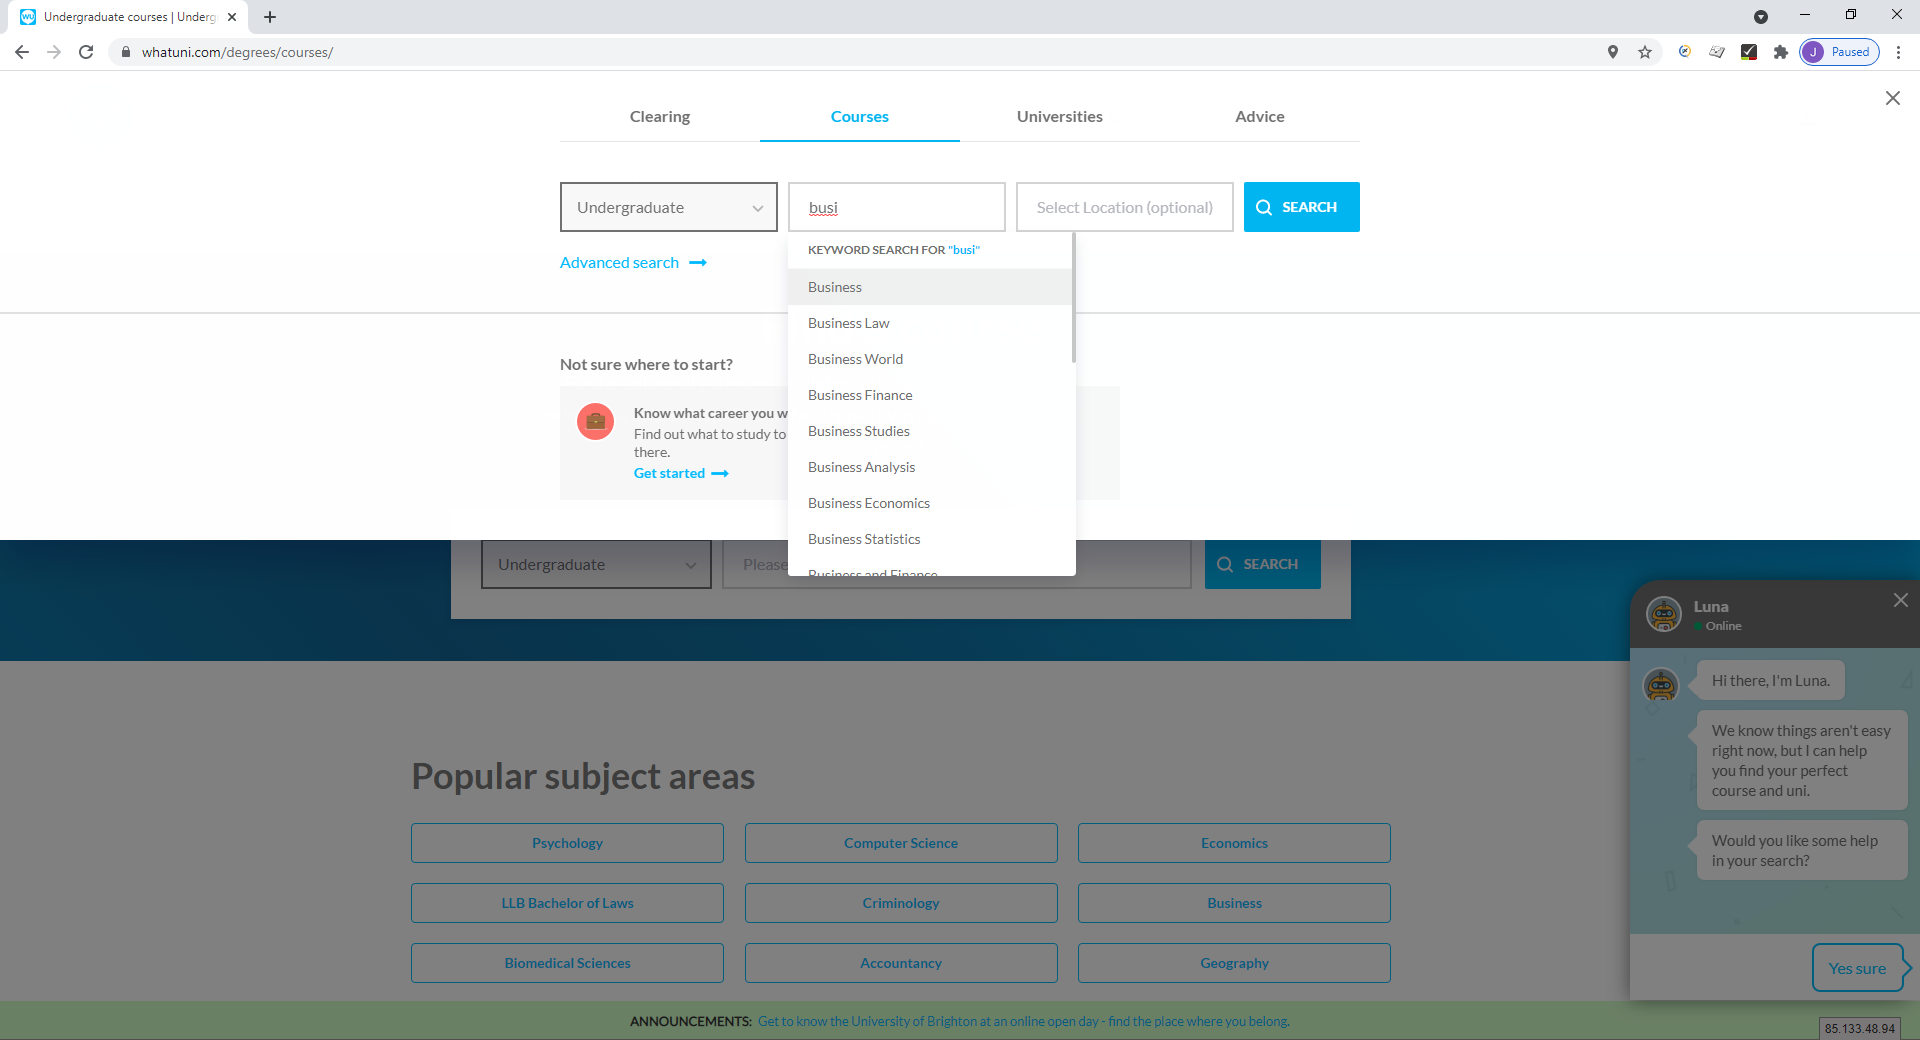 Undergraduate courses | Underg
whatuni.com/degrees/courses/
J Paused
Clearing
Courses
Universities
Advice
Undergraduate
busi
Select Location (optional)
SEARCH
Advanced search
KEYWORD SEARCH FOR "busi"
Business
Business Law
Business World
Business Finance
Business Studies
Business Analysis
Business Economics
Business Statistics
Business and Finance
Not sure where to start?
Know what career you w
Find out what to study to
there.
Get started
Undergraduate
Please
SEARCH
Popular subject areas
Psychology
Computer Science
Economics
LLB Bachelor of Laws
Criminology
Business
Biomedical Sciences
Accountancy
Geography
Luna
Online
Hi there, I'm Luna.
We know things aren't easy
right now, but I can help
you find your perfect
course and uni.
Would you like some help
in your search?
Yes sure
ANNOUNCEMENTS: Get to know the University of Brighton at an online open day - find the place where you belong.
85.133.48.94